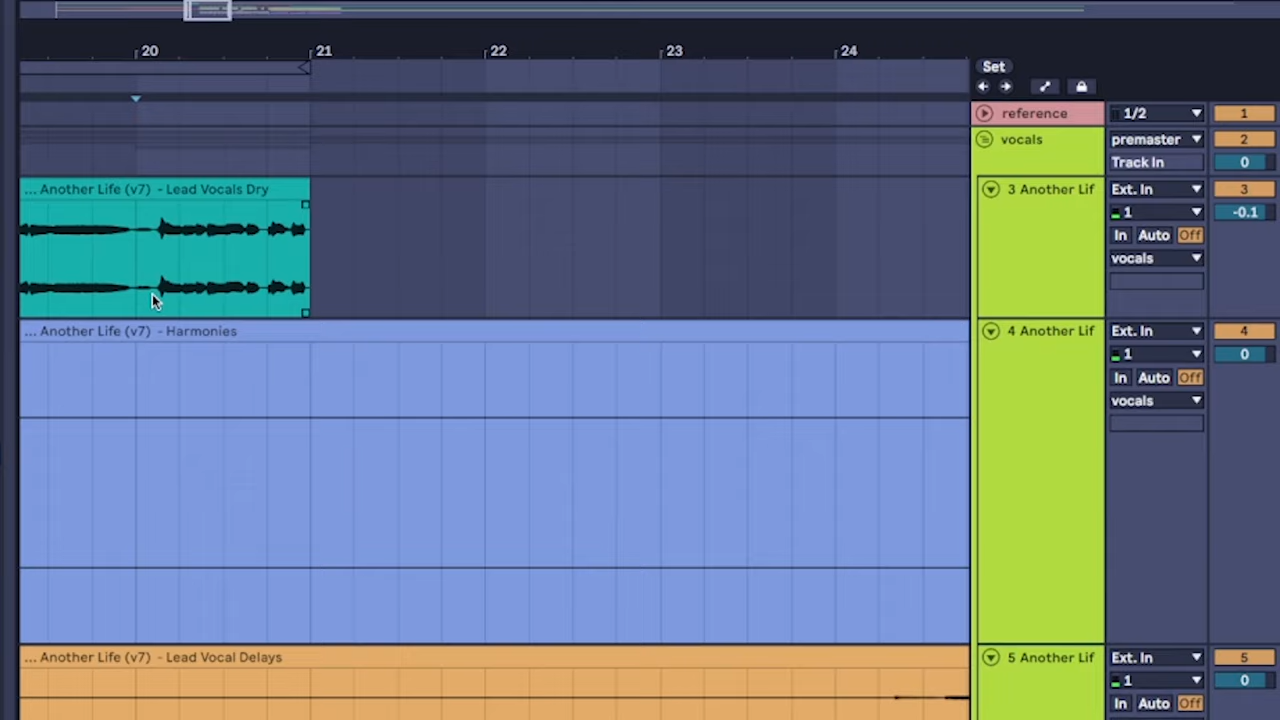 20 21 22 23 24
Set
reference 1/2 1
vocals premaster 2
Track In 0
... Another Life (v7) - Lead Vocals Dry 3 Another Lif Ext. In 3
1 -0.1
In Auto Off
vocals
... Another Life (v7) - Harmonies 4 Another Lif Ext. In 4
1 0
In Auto Off
vocals
... Another Life (v7) - Lead Vocal Delays 5 Another Lif Ext. In 5
1 0
In Auto Off